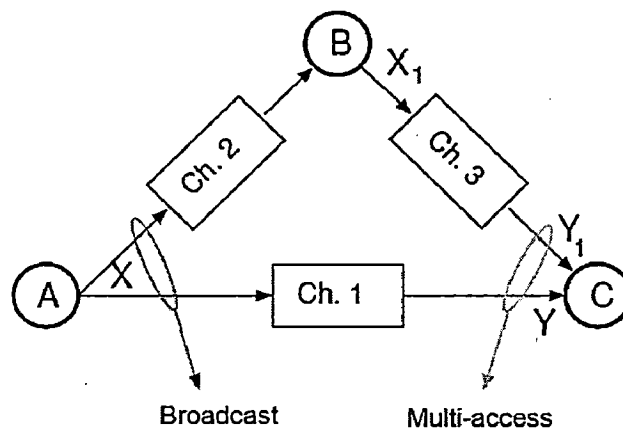 B
X1
Ch. 2
Ch. 3
Y1
A
X
Ch. 1
Y
C
Broadcast
Multi-access